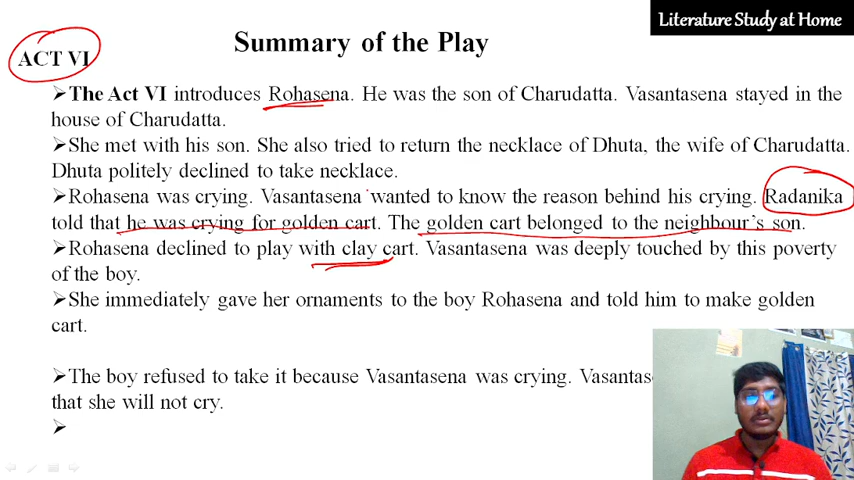 Literature Study at Home
Summary of the Play
ACT VI
➢The Act VI introduces Rohasena. He was the son of Charudatta. Vasantasena stayed in the
house of Charudatta.
➢She met with his son. She also tried to return the necklace of Dhuta, the wife of Charudatta.
Dhuta politely declined to take necklace.
➢Rohasena was crying. Vasantasena wanted to know the reason behind his crying. Radanika
told that he was crying for golden cart. The golden cart belonged to the neighbour's son.
➢Rohasena declined to play with clay cart. Vasantasena was deeply touched by this poverty
of the boy.
➢She immediately gave her ornaments to the boy Rohasena and told him to make golden
cart.
➢The boy refused to take it because Vasantasena was crying.
that she will not cry.
➢